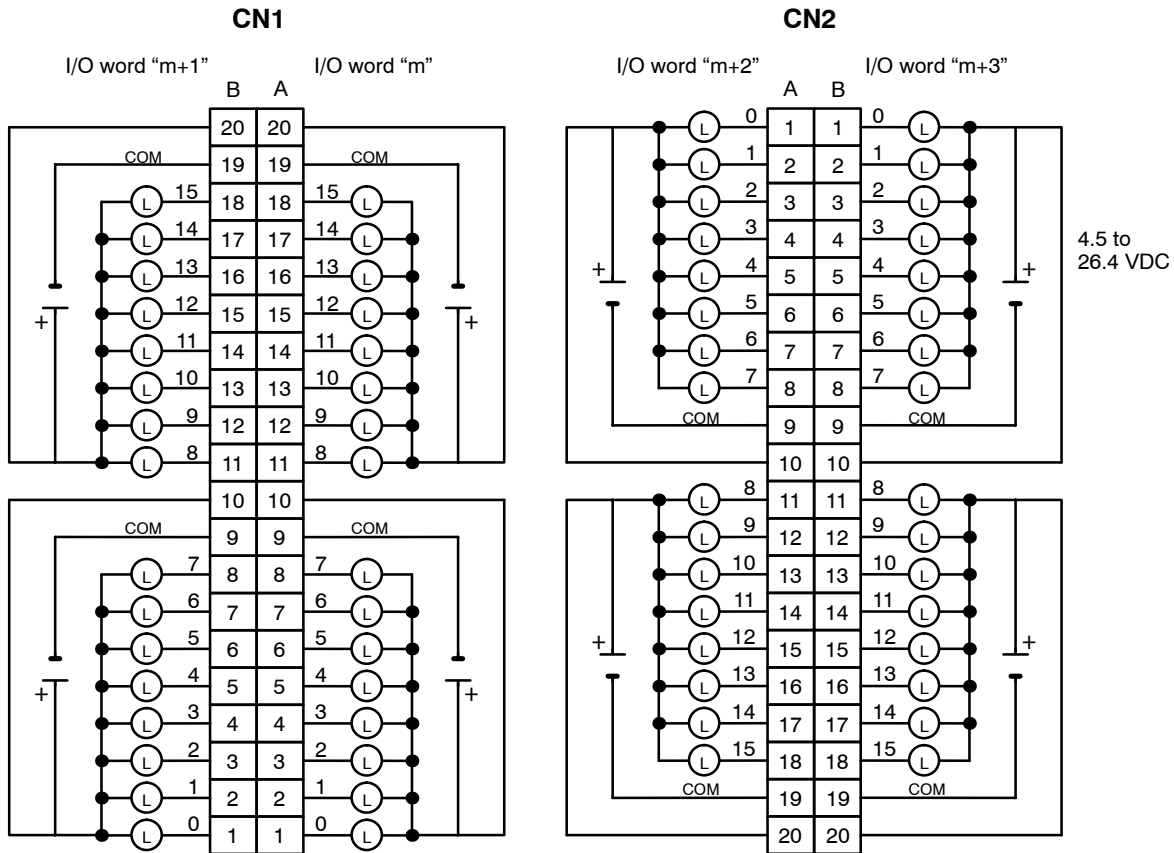 CN1 CN2
I/O word “m+1” I/O word “m” I/O word “m+2” I/O word “m+3”
B A A B
20 20 L 0 1 1 0 L
COM 19 19 COM L 1 2 2 1 L
L 15 18 18 15 L L 2 3 3 2 L
L 14 17 17 14 L L 3 4 4 3 L 4.5 to
L 13 16 16 13 L + L 4 5 5 4 L + 26.4 VDC
+ L 12 15 15 12 L + L 5 6 6 5 L
L 11 14 14 11 L L 6 7 7 6 L
L 10 13 13 10 L L 7 8 8 7 L
L 9 12 12 9 L COM 9 9 COM
L 8 11 11 8 L 10 10
10 10 L 8 11 11 8 L
COM 9 9 COM L 9 12 12 9 L
L 7 8 8 7 L L 10 13 13 10 L
L 6 7 7 6 L L 11 14 14 11 L
L 5 6 6 5 L + L 12 15 15 12 L +
+ L 4 5 5 4 L + L 13 16 16 13 L
L 3 4 4 3 L L 14 17 17 14 L
L 2 3 3 2 L L 15 18 18 15 L
L 1 2 2 1 L COM 19 19 COM
L 0 1 1 0 L 20 20